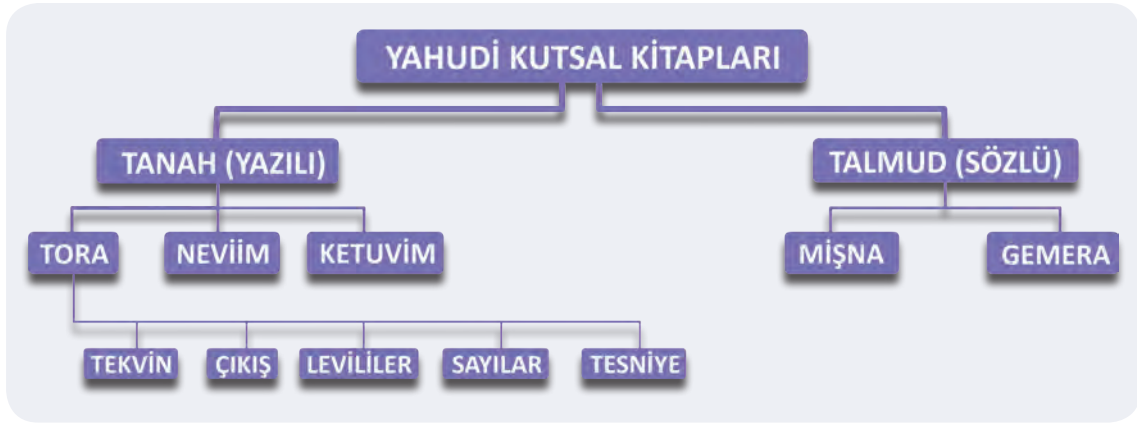 YAHUDİ KUTSAL KİTAPLARI
TANAH (YAZILI)
TALMUD (SÖZLÜ)
TORA
NEVİİM
KETUVİM
MİŞNA
GEMERA
TEKVİN
ÇIKIŞ
LEVİLİLER
SAYILAR
TESNİYE